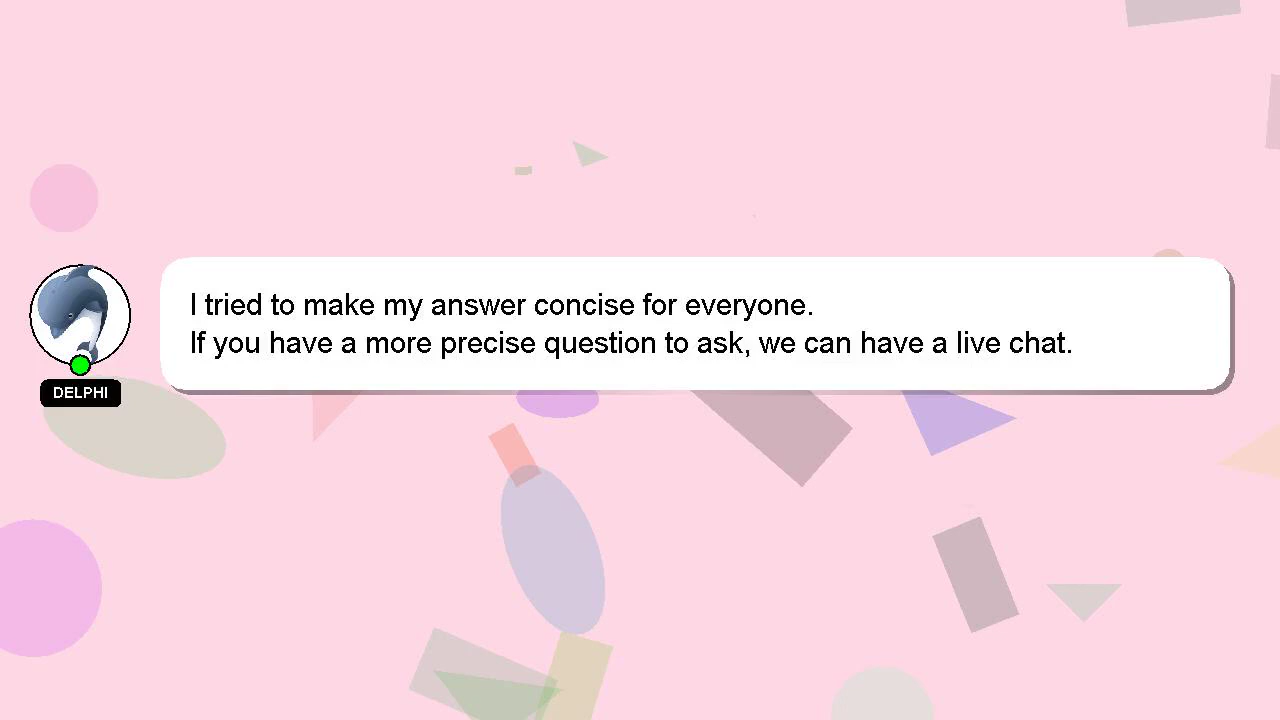 I tried to make my answer concise for everyone.
If you have a more precise question to ask, we can have a live chat.
DELPHI